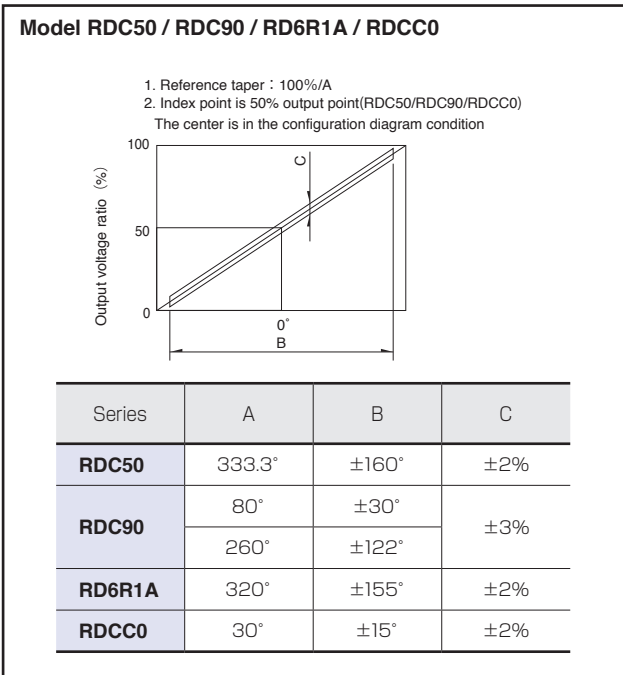 Model RDC50 / RDC90 / RD6R1A / RDCC0
1. Reference taper : 100%/A
2. Index point is 50% output point(RDC50/RDC90/RDCC0)
The center is in the configuration diagram condition
Output voltage ratio (%)
100
50
0
C
0°
B
Series A B C
RDC50 333.3° ±160° ±2%
RDC90 80° ±30° ±3%
260° ±122°
RD6R1A 320° ±155° ±2%
RDCC0 30° ±15° ±2%